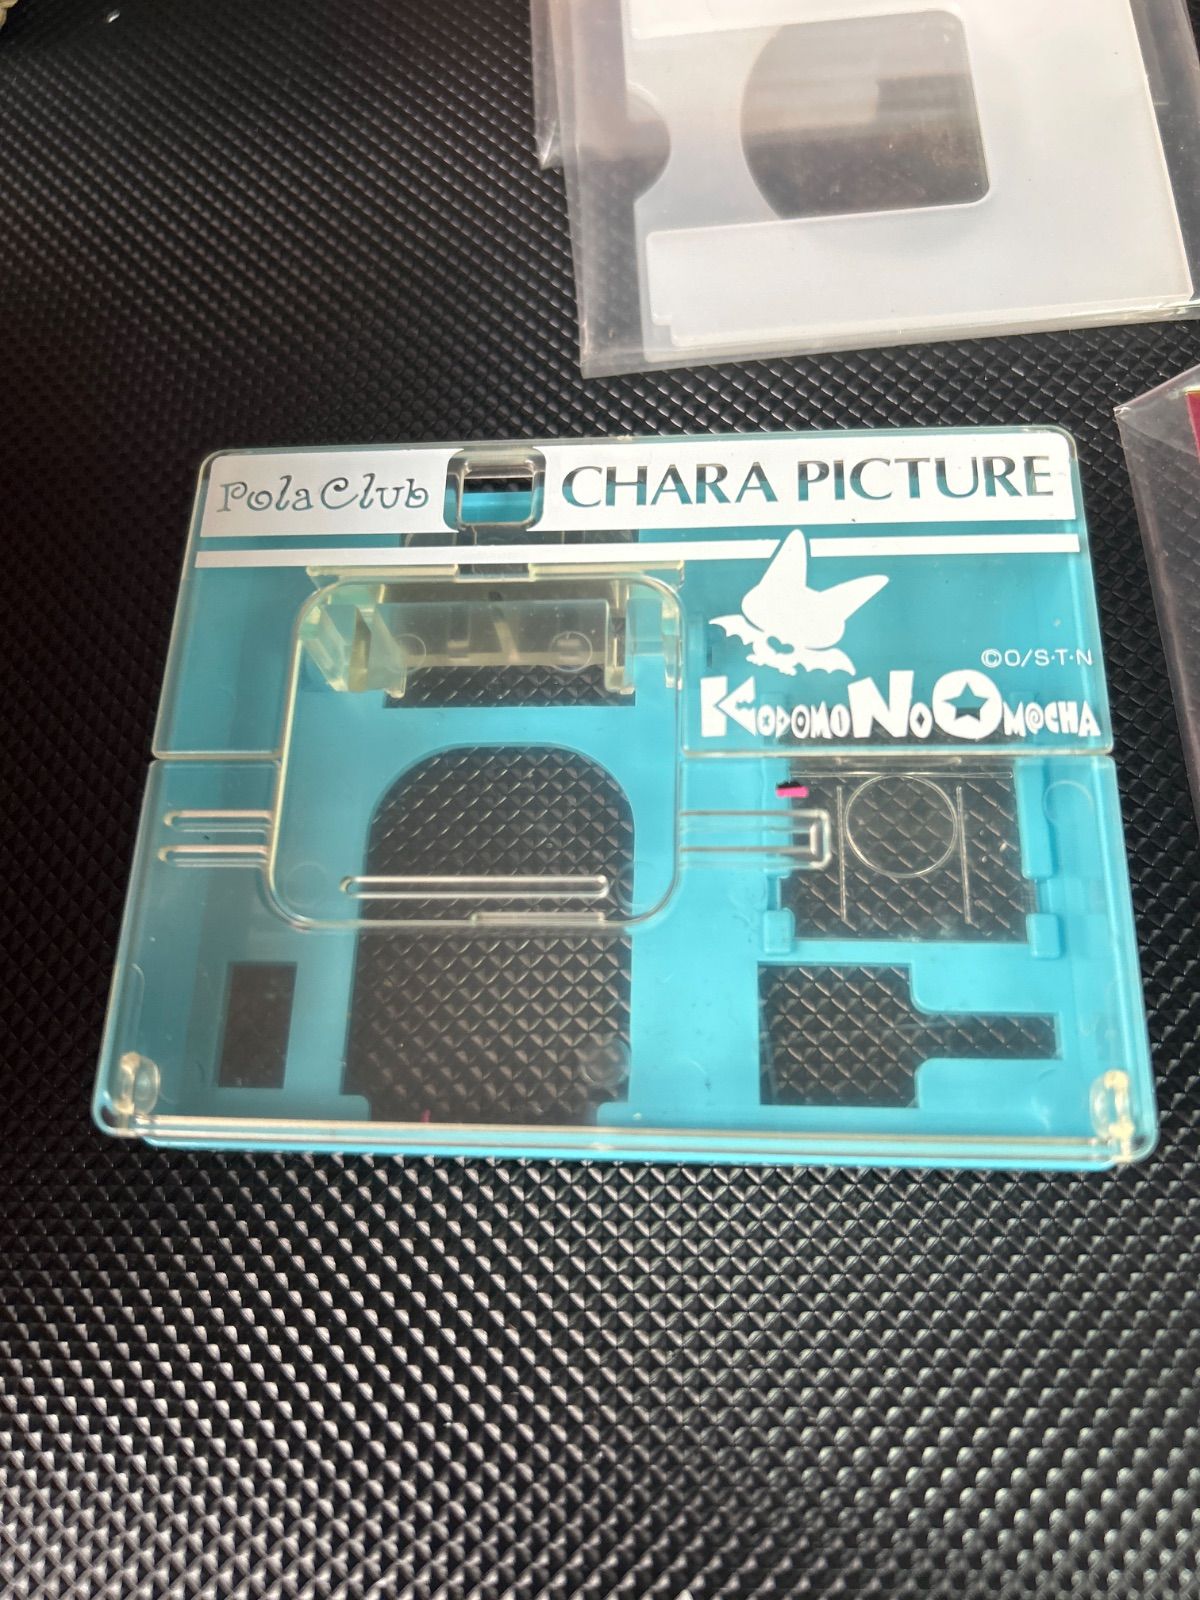 PolaClub CHARA PICTURE
©O/S·T·N
KODOMO NO OMOCHA